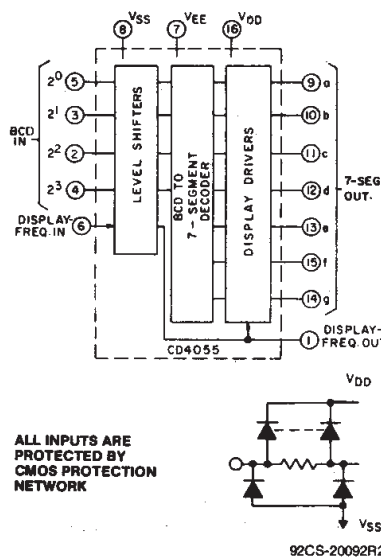 VSS VEE VDD
8 7 16
2⁰ 5
2¹ 3
2² 2
2³ 4
BCD IN
DISPLAY-
FREQ. IN 6
LEVEL SHIFTERS
BCD TO
7-SEGMENT
DECODER
DISPLAY DRIVERS
9 a
10 b
11 c
12 d
13 e
15 f
14 g
7-SEG
OUT.
1 DISPLAY-
FREQ. OUT
CD4055
VDD
ALL INPUTS ARE
PROTECTED BY
CMOS PROTECTION
NETWORK
VSS
92CS-20092R2